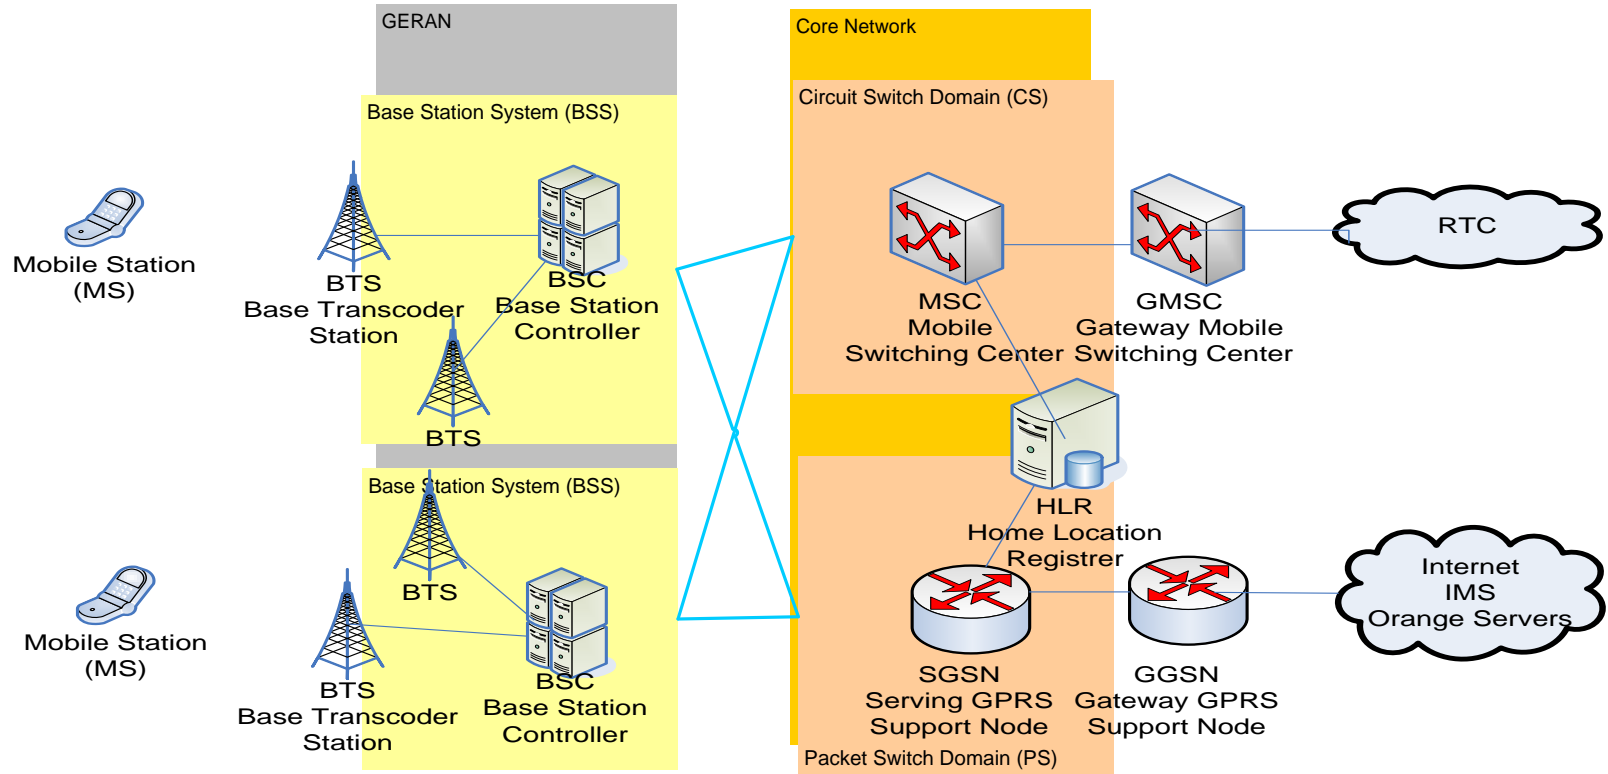 GERAN
Core Network
Base Station System (BSS)
Circuit Switch Domain (CS)
Mobile Station
(MS)
BTS
Base Transcoder
Station
BSC
Base Station
Controller
BTS
MSC
Mobile
Switching Center
GMSC
Gateway Mobile
Switching Center
RTC
HLR
Home Location
Registrer
Base Station System (BSS)
BTS
Mobile Station
(MS)
BTS
Base Transcoder
Station
BSC
Base Station
Controller
SGSN
Serving GPRS
Support Node
GGSN
Gateway GPRS
Support Node
Internet
IMS
Orange Servers
Packet Switch Domain (PS)